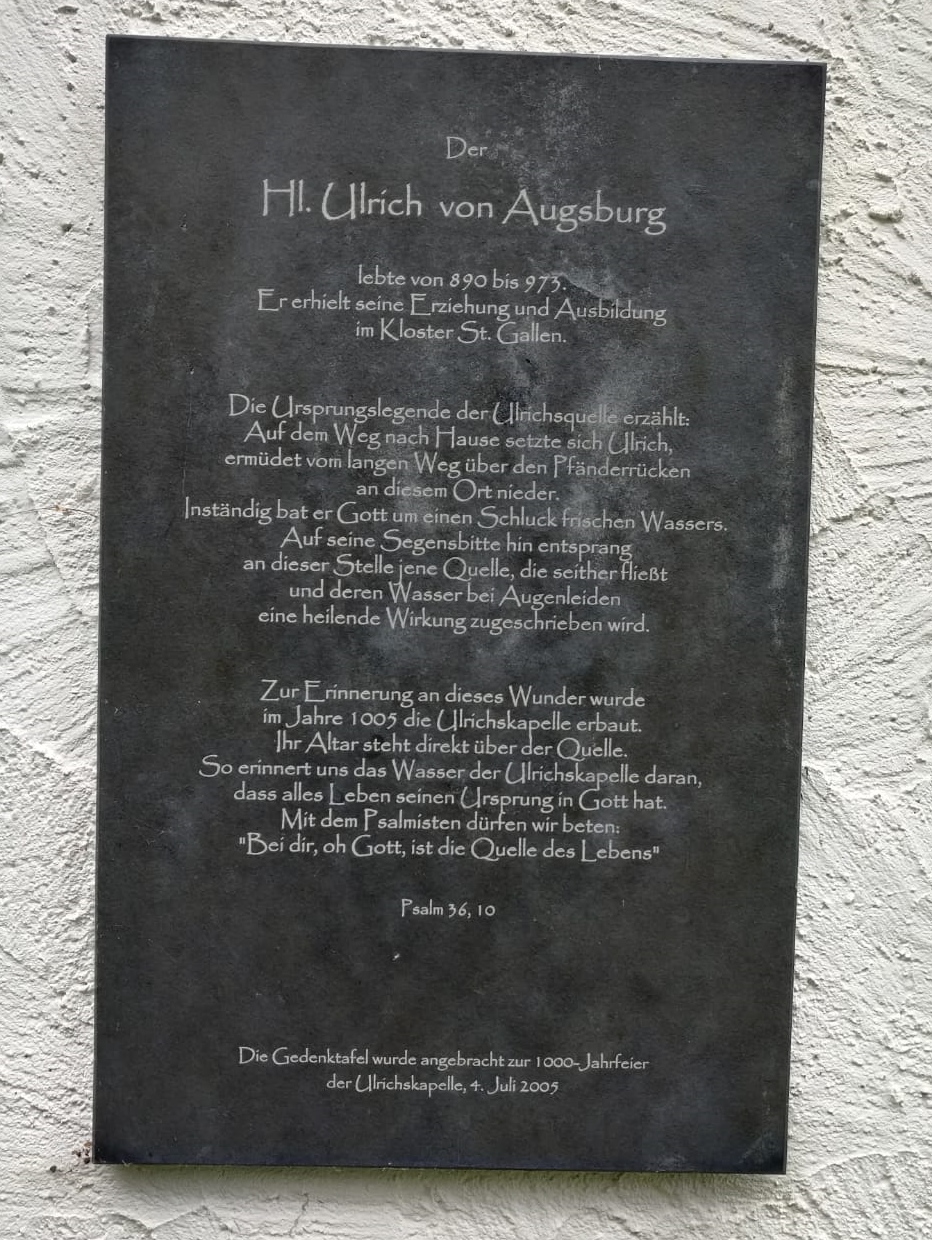 Der
Hl. Ulrich von Augsburg
lebte von 890 bis 973.
Er erhielt seine Erziehung und Ausbildung
im Kloster St. Gallen.
Die Ursprungslegende der Ulrichsquelle erzählt:
Auf dem Weg nach Hause setzte sich Ulrich,
ermüdet vom langen Weg über den Pfänderrücken
an diesem Ort nieder.
Inständig bat er Gott um einen Schluck frischen Wassers.
Auf seine Segensbitte hin entsprang
an dieser Stelle jene Quelle, die seither fließt
und deren Wasser bei Augenleiden
eine heilende Wirkung zugeschrieben wird.
Zur Erinnerung an dieses Wunder wurde
im Jahre 1005 die Ulrichskapelle erbaut.
Ihr Altar steht direkt über der Quelle.
So erinnert uns das Wasser der Ulrichskapelle daran,
dass alles Leben seinen Ursprung in Gott hat.
Mit dem Psalmisten dürfen wir beten:
"Bei dir, oh Gott, ist die Quelle des Lebens"
Psalm 36, 10
Die Gedenktafel wurde angebracht zur 1000-Jahrfeier
der Ulrichskapelle, 4. Juli 2005